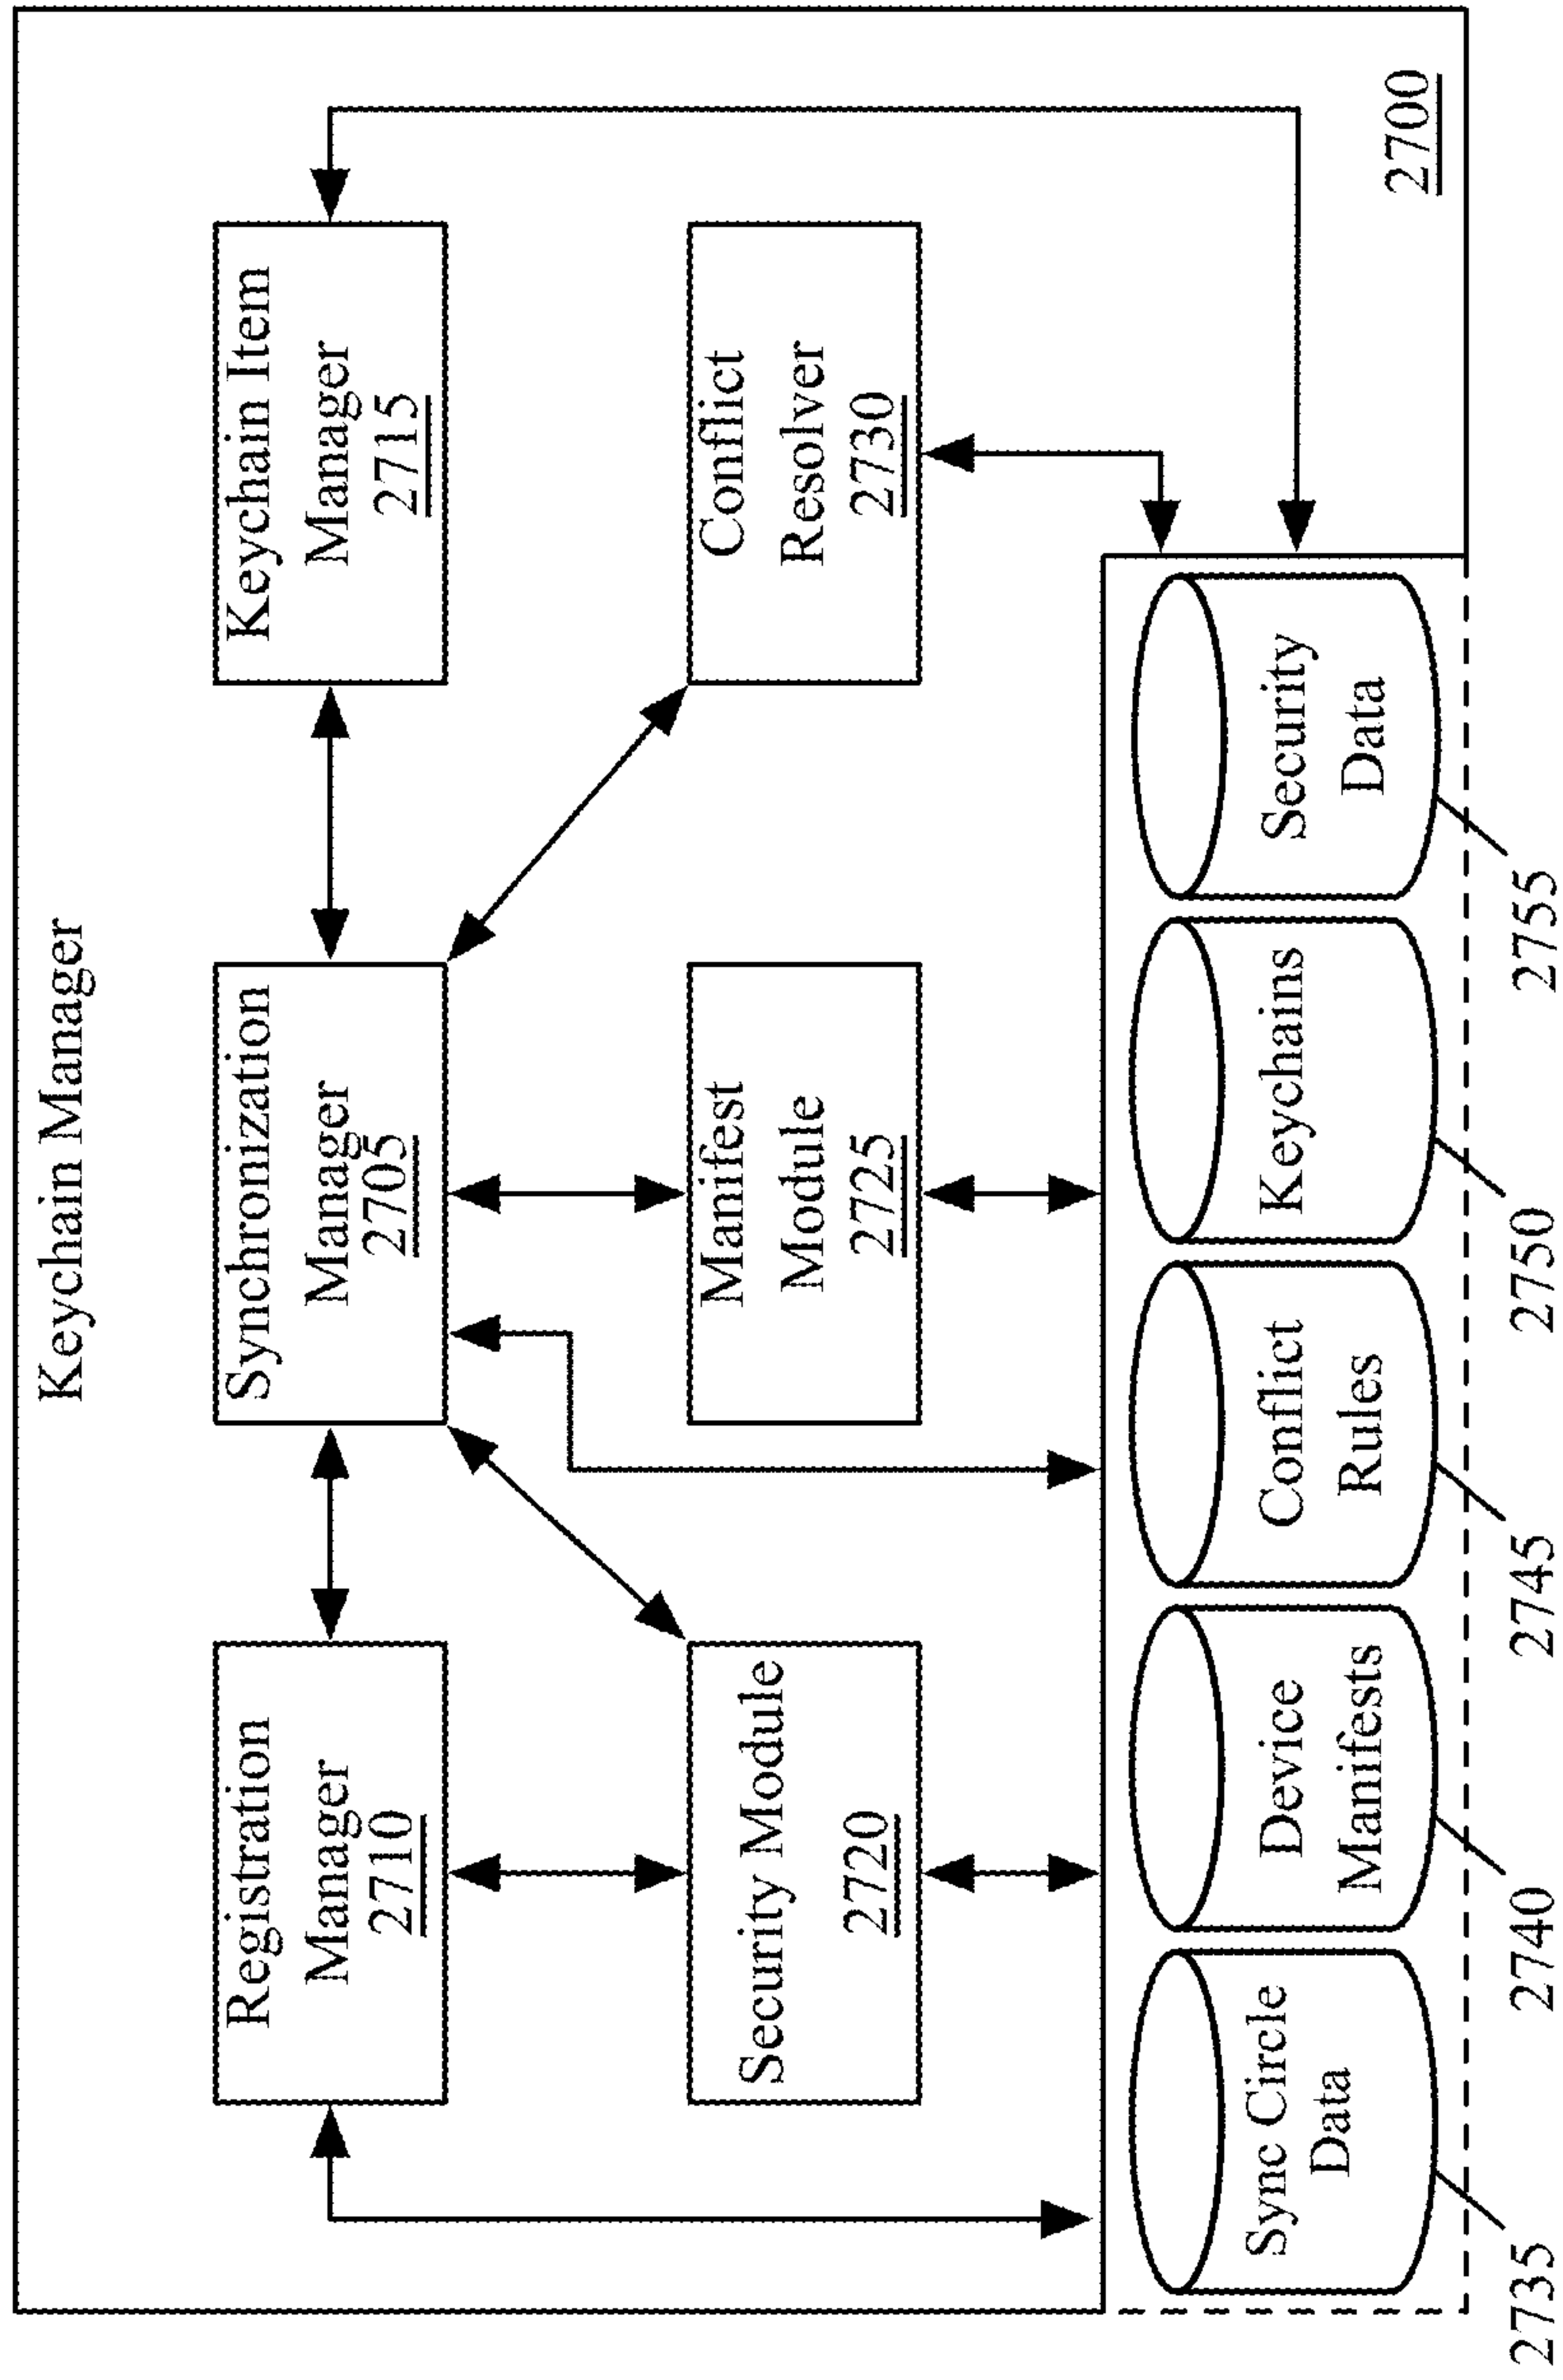 Keychain Manager
Registration
Manager
2710
Synchronization
Manager
2705
Keychain Item
Manager
2715
Security Module
2720
Manifest
Module
2725
Conflict
Resolver
2730
Sync Circle
Data
Device
Manifests
Conflict
Rules
Keychains
Security
Data
2700
2735
2740
2745
2750
2755